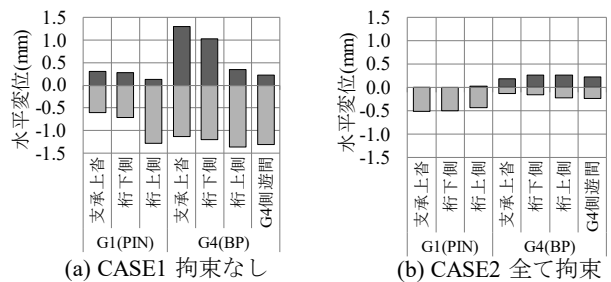 水平変位(mm)
1.5
1.0
0.5
0.0
-0.5
-1.0
-1.5
支承上沓
桁下側
桁上側
支承上沓
桁下側
桁上側
G4側遊間
G1(PIN)
G4(BP)
(a) CASE1 拘束なし
水平変位(mm)
1.5
1.0
0.5
0.0
-0.5
-1.0
-1.5
支承上沓
桁下側
桁上側
支承上沓
桁下側
桁上側
G4側遊間
G1(PIN)
G4(BP)
(b) CASE2 全て拘束